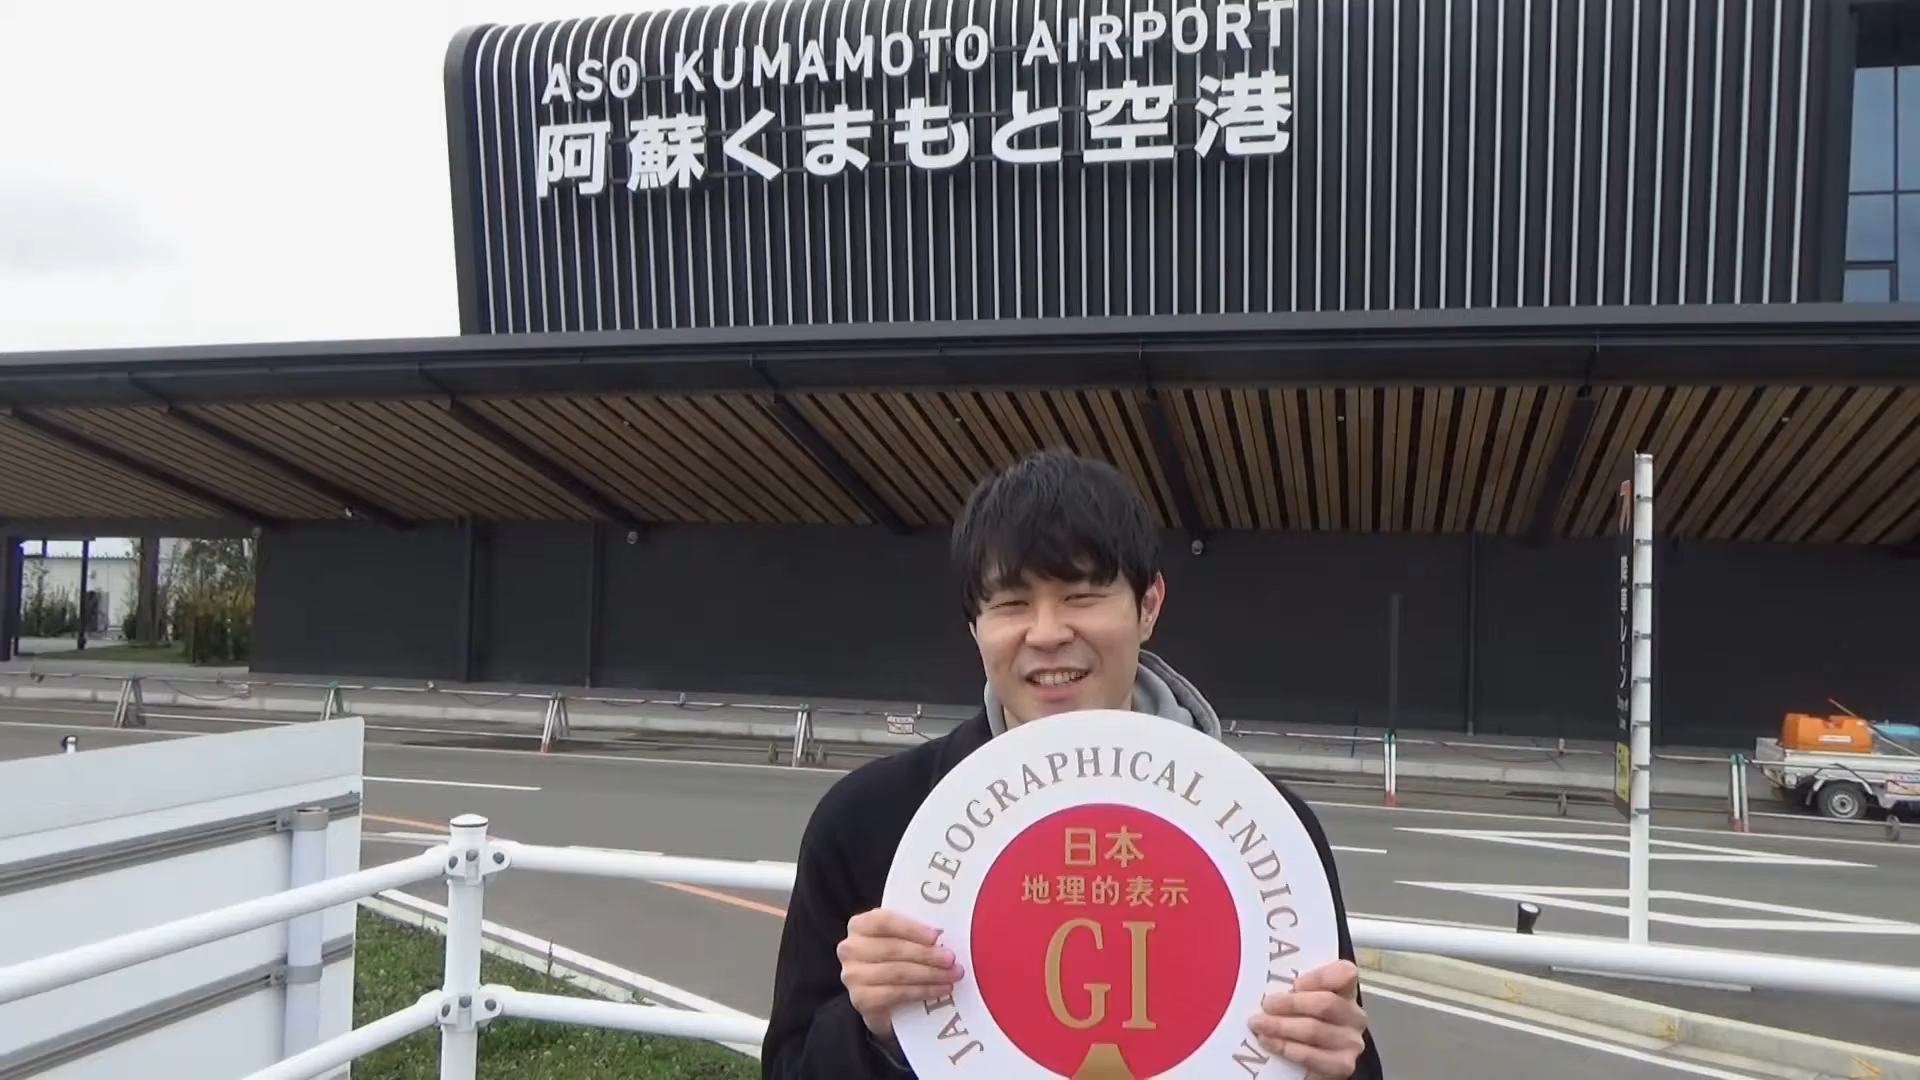 ASO KUMAMOTO AIRPORT
阿蘇くまもと空港
JAPAN GEOGRAPHICAL INDICATION
日本
地理的表示
GI